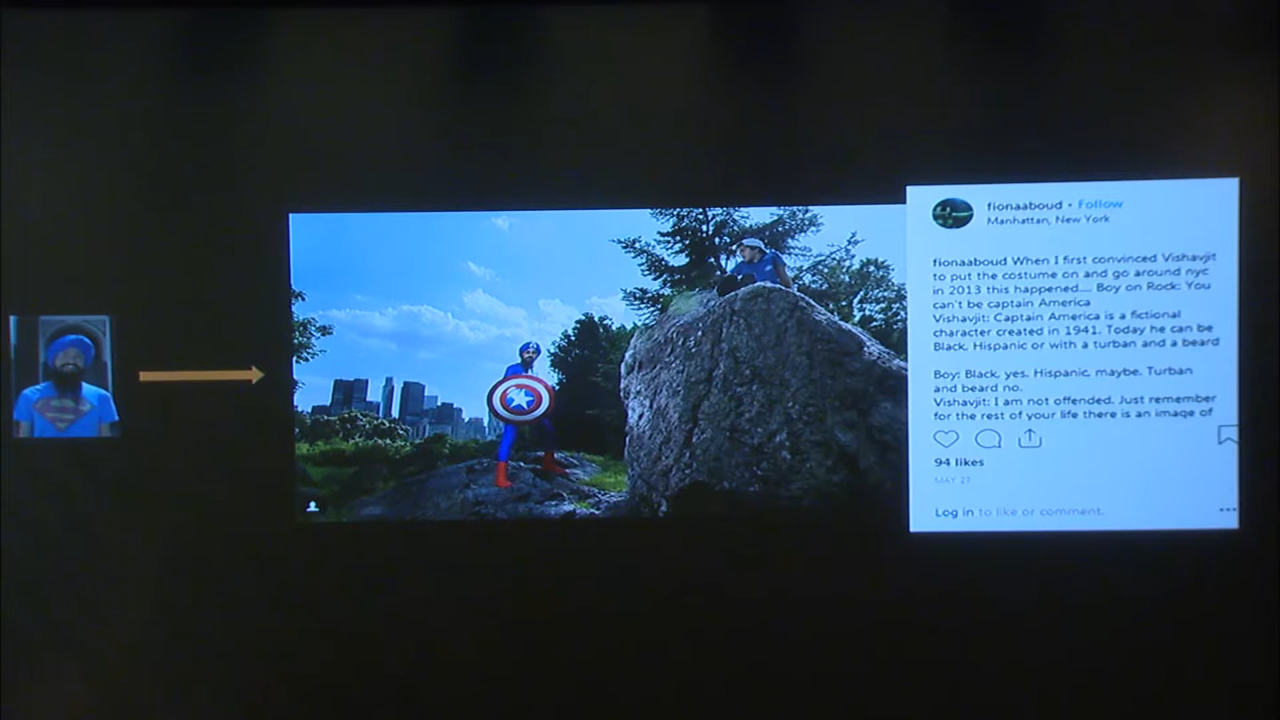 fionaaboud • Follow
Manhattan, New York
fionaaboud When I first convinced Vishavjit
to put the costume on and go around nyc
in 2013 this happened.... Boy on Rock: You
can't be captain America
Vishavjit: Captain America is a fictional
character created in 1941. Today he can be
Black, Hispanic or with a turban and a beard
Boy: Black, yes. Hispanic, maybe. Turban
and beard no.
Vishavjit: I am not offended. Just remember
for the rest of your life there is an image of
94 likes
MAY 27
Log in to like or comment.